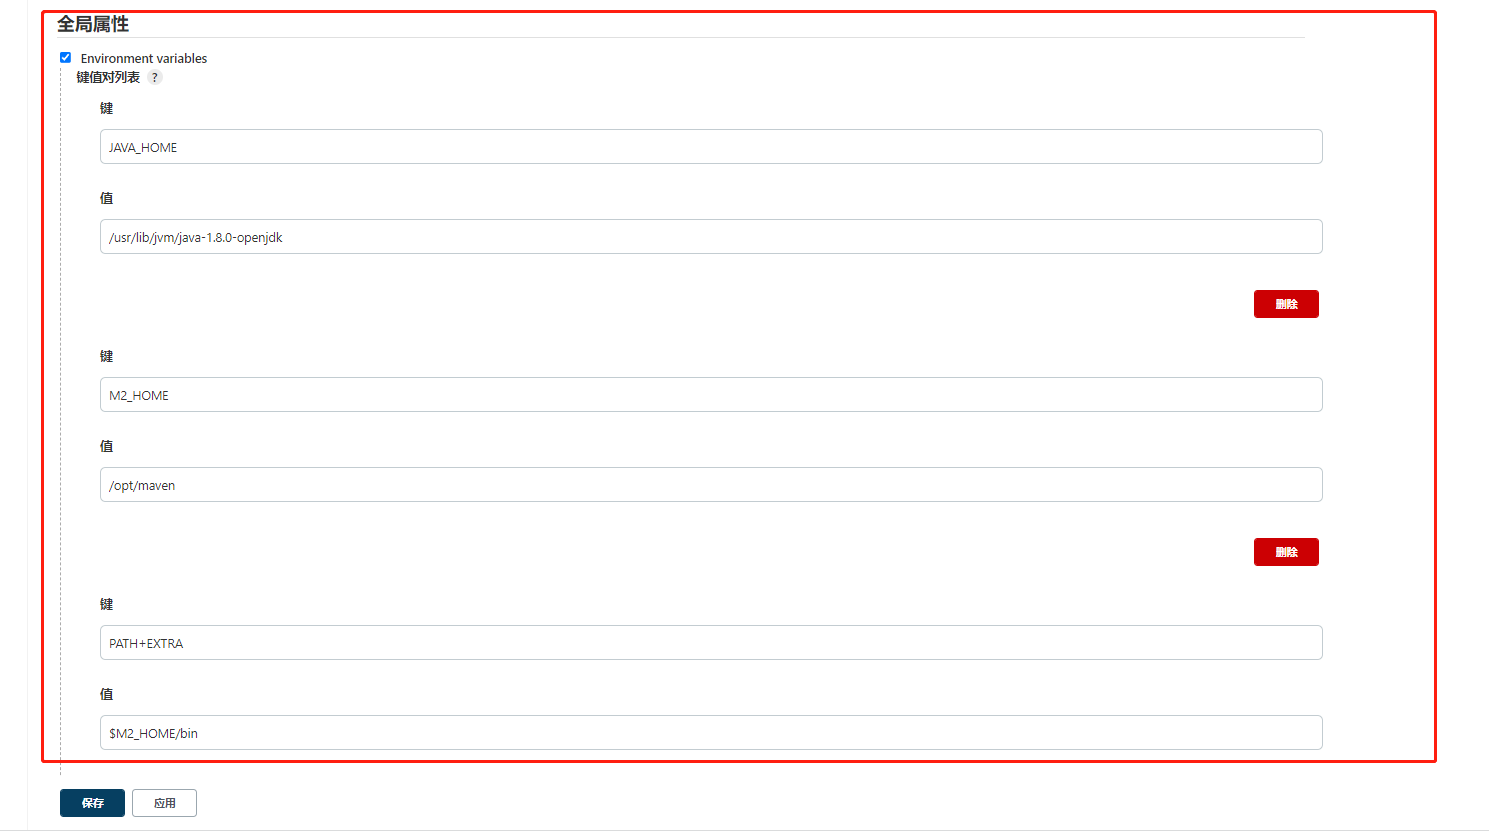 全局属性
Environment variables
键值对列表 ?
键
JAVA_HOME
值
/usr/lib/jvm/java-1.8.0-openjdk
删除
键
M2_HOME
值
/opt/maven
删除
键
PATH+EXTRA
值
$M2_HOME/bin
保存 应用